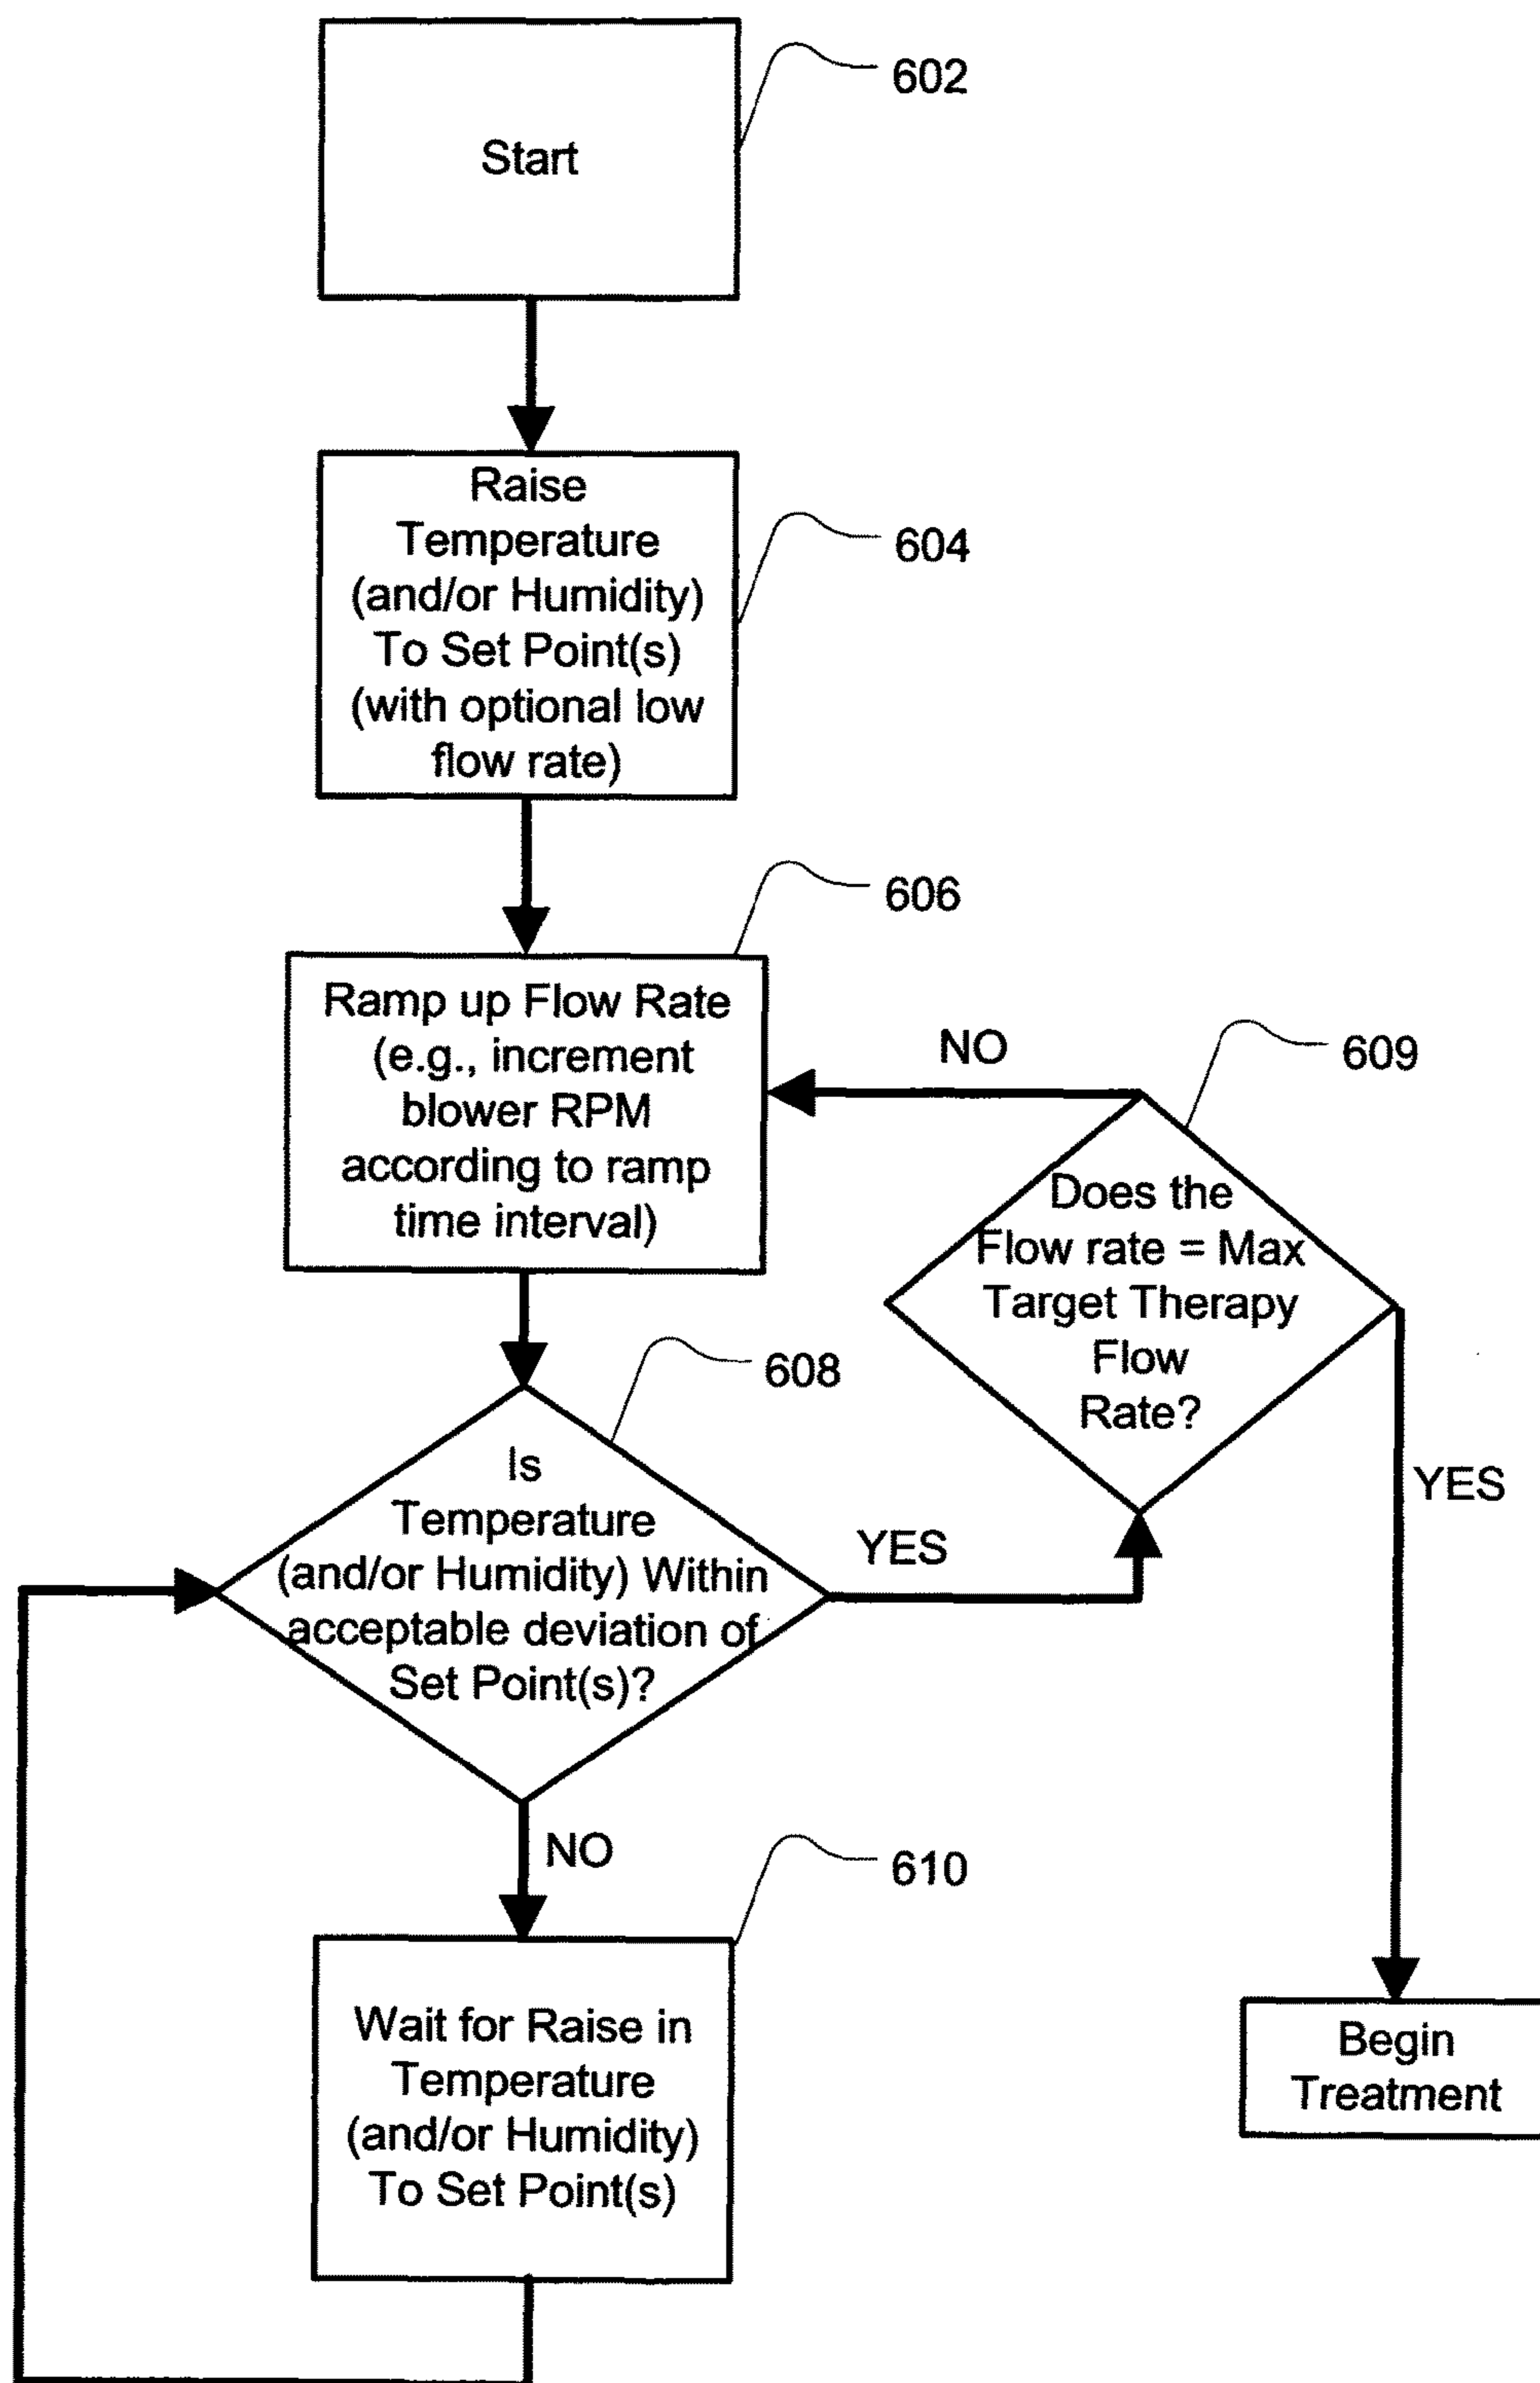 Start
602
Raise
Temperature
(and/or Humidity)
To Set Point(s)
(with optional low
flow rate)
604
Ramp up Flow Rate
(e.g., increment
blower RPM
according to ramp
time interval)
606
NO
Does the
Flow rate = Max
Target Therapy
Flow
Rate?
609
YES
Is
Temperature
(and/or Humidity) Within
acceptable deviation of
Set Point(s)?
608
YES
NO
Wait for Raise in
Temperature
(and/or Humidity)
To Set Point(s)
610
Begin
Treatment